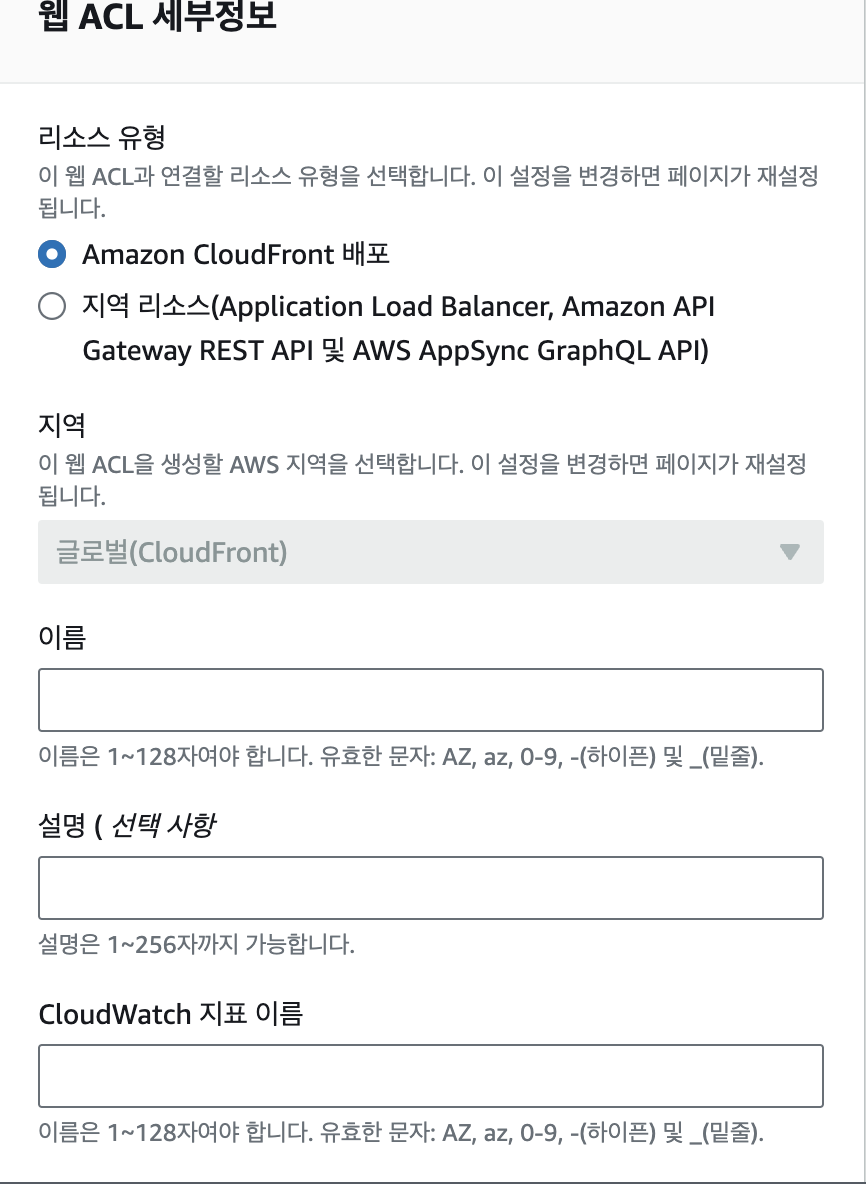 웹 ACL 세부정보
리소스 유형
이 웹 ACL과 연결할 리소스 유형을 선택합니다. 이 설정을 변경하면 페이지가 재설정
됩니다.
Amazon CloudFront 배포
지역 리소스(Application Load Balancer, Amazon API
Gateway REST API 및 AWS AppSync GraphQL API)
지역
이 웹 ACL을 생성할 AWS 지역을 선택합니다. 이 설정을 변경하면 페이지가 재설정
됩니다.
글로벌(CloudFront)
이름
이름은 1~128자여야 합니다. 유효한 문자: AZ, az, 0-9, -(하이픈) 및 _(밑줄).
설명 ( 선택 사항
설명은 1~256자까지 가능합니다.
CloudWatch 지표 이름
이름은 1~128자여야 합니다. 유효한 문자: AZ, az, 0-9, -(하이픈) 및 _(밑줄).